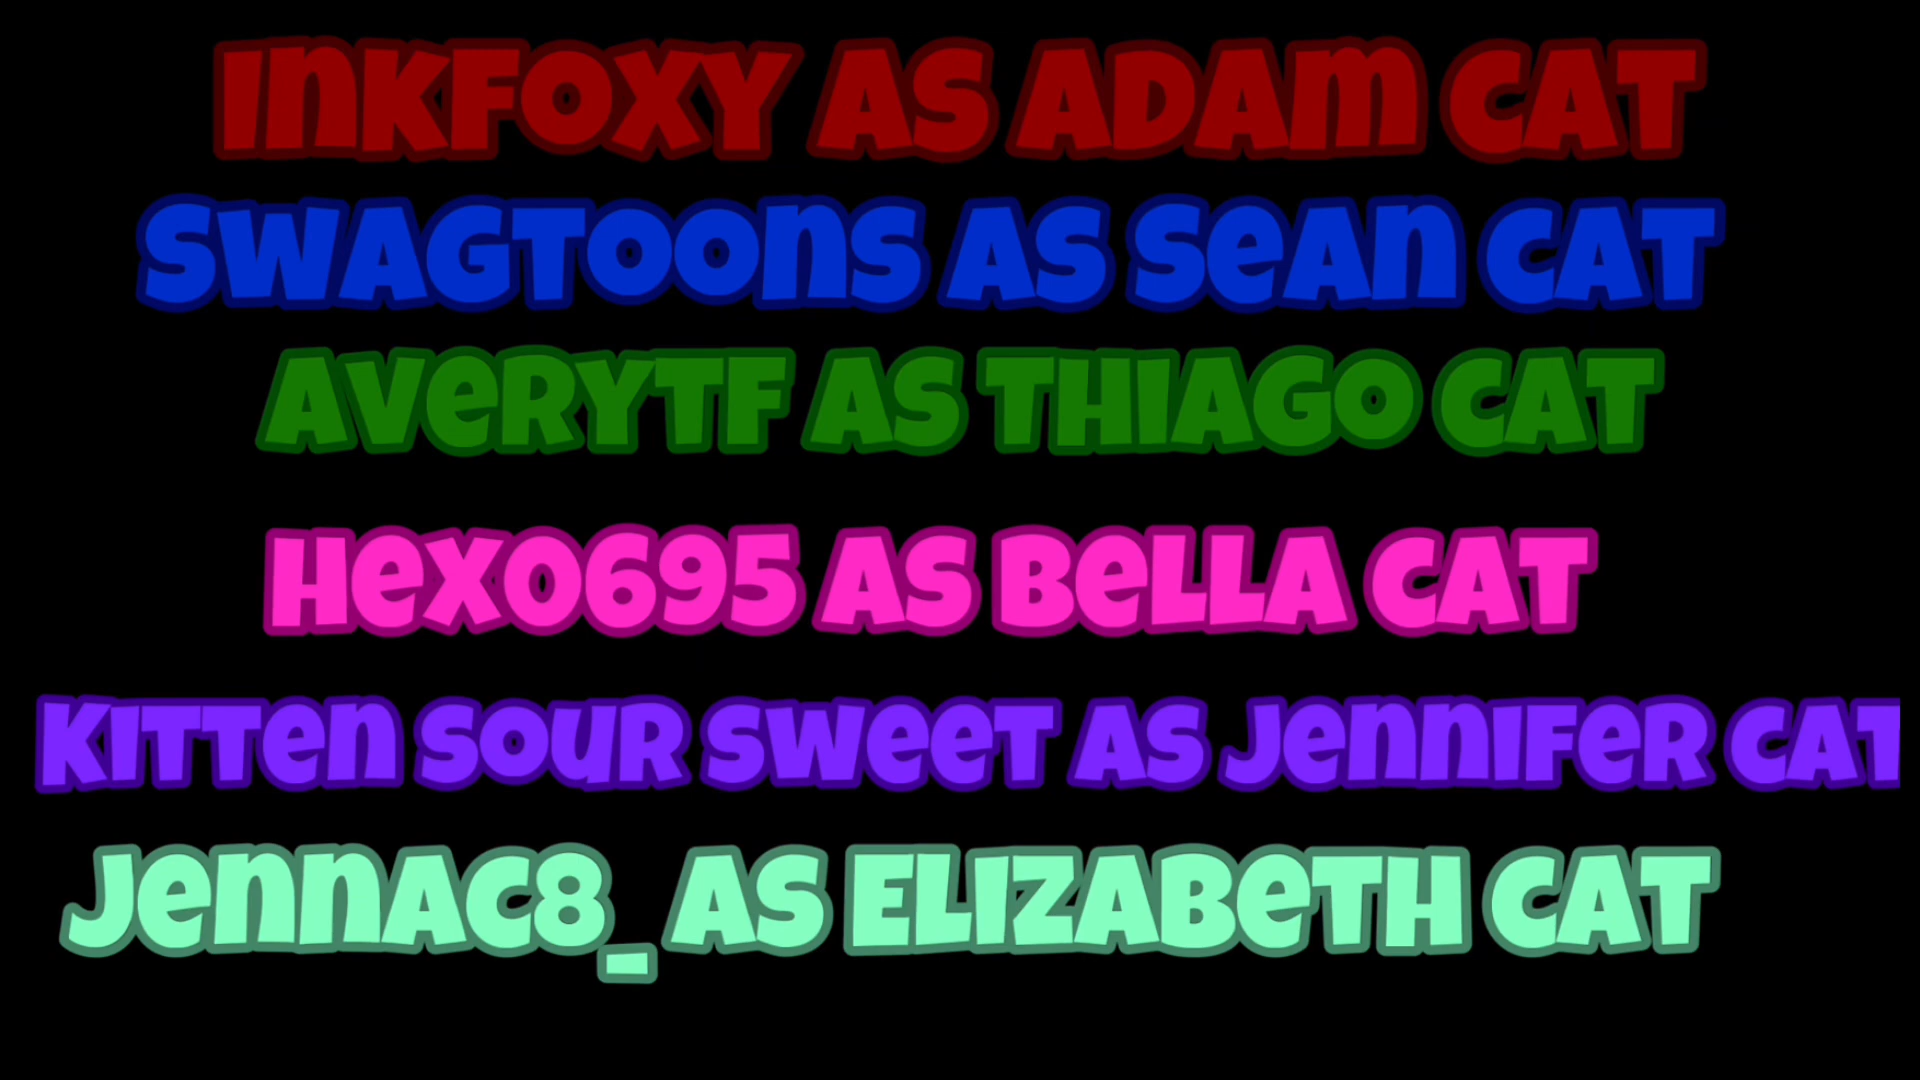 INKFOXY AS ADAM CAT
SWAGTOONS AS SEAN CAT
AVERYTF AS THIAGO CAT
HEX0695 AS BELLA CAT
KITTEN SOUR SWEET AS JENNIFER CAT
JENNAC8_ AS ELIZABETH CAT